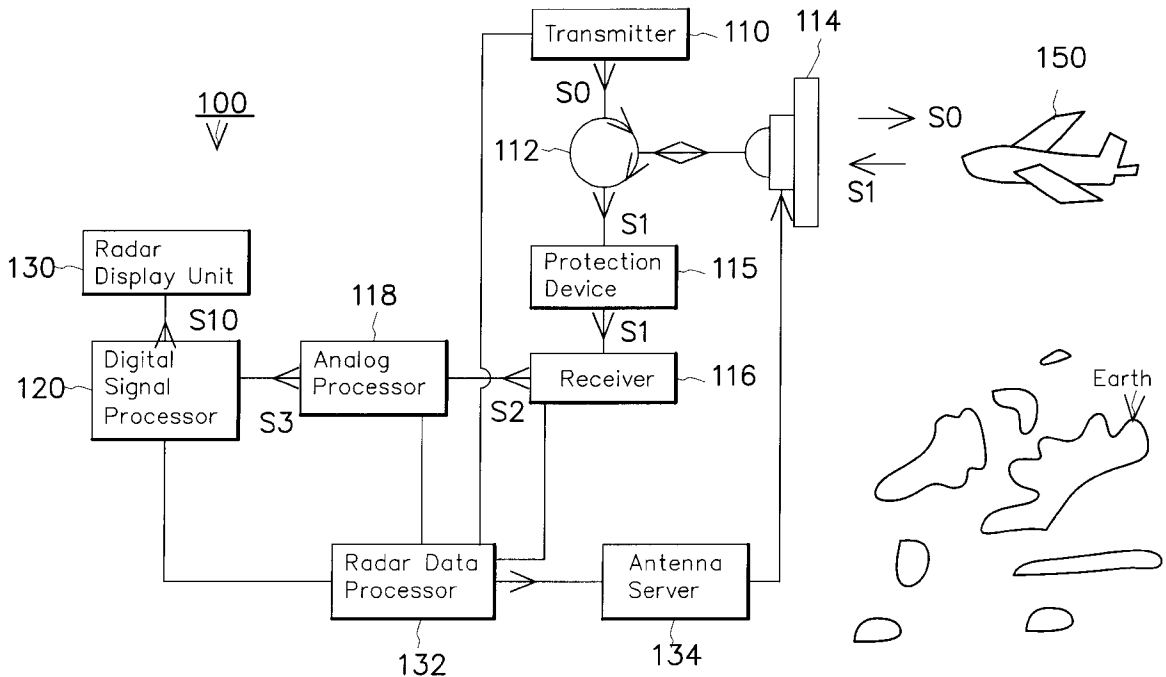 Transmitter
110
114
150
100
S0
S0
112
S1
S1
Radar
Display Unit
130
Protection
Device
115
118
S10
S1
Digital
Signal
Processor
120
Analog
Processor
Receiver
116
S3
S2
Earth
Radar Data
Processor
Antenna
Server
132
134